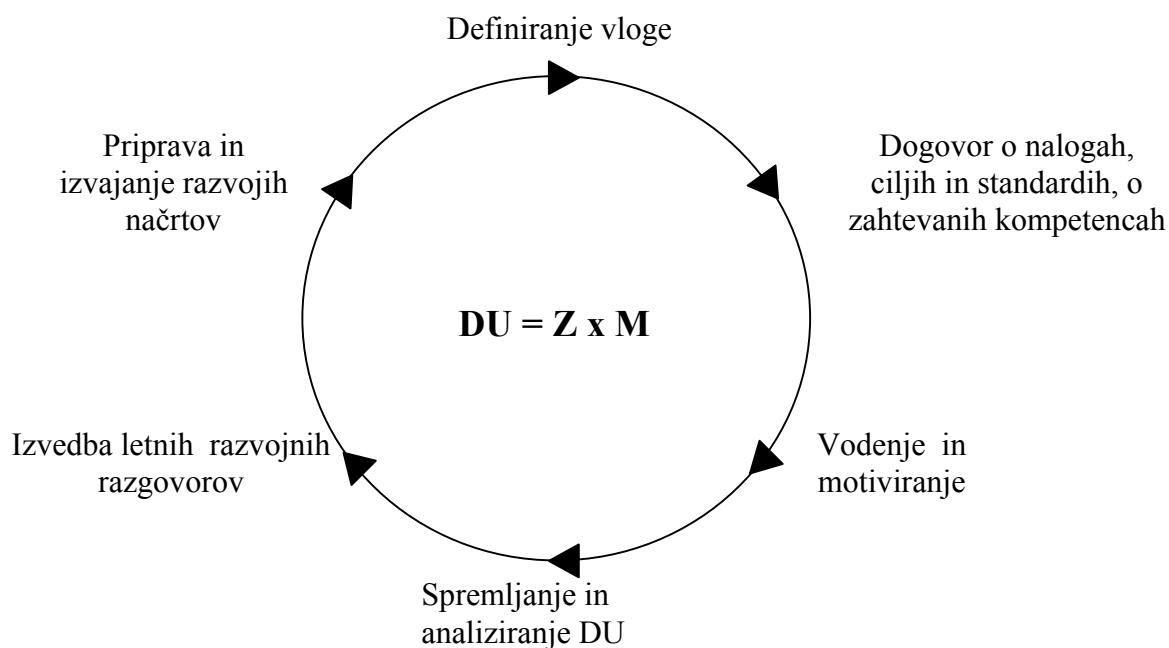 Definiranje vloge
Dogovor o nalogah,
ciljih in standardih, o
zahtevanih kompetencah
Vodenje in
motiviranje
Spremljanje in
analiziranje DU
Izvedba letnih razvojnih
razgovorov
Priprava in
izvajanje razvojih
načrtov
DU = Z x M